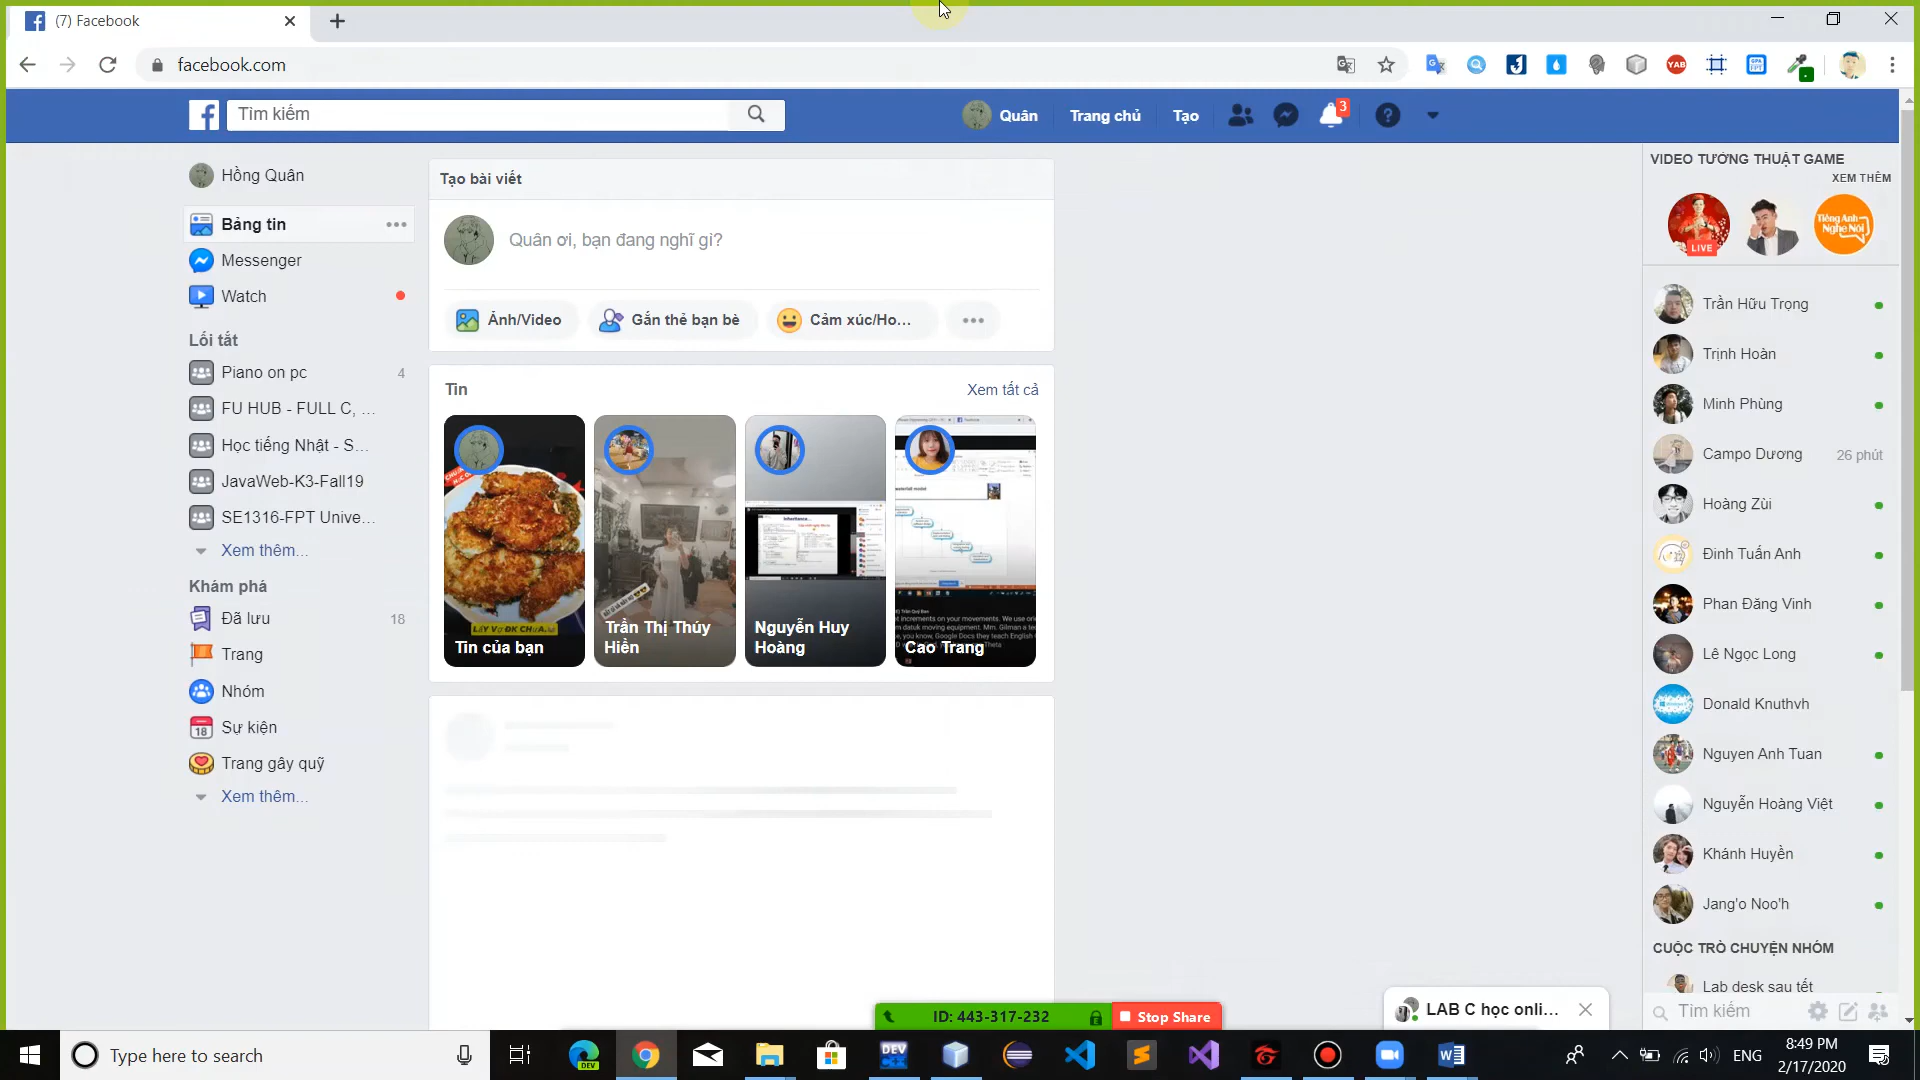 (7) Facebook
facebook.com
Tìm kiếm
Quân
Trang chủ
Tạo
3
Hồng Quân
Bảng tin
Messenger
Watch
Lối tắt
Piano on pc 4
FU HUB - FULL C, ...
Học tiếng Nhật - S...
JavaWeb-K3-Fall19
SE1316-FPT Unive...
Xem thêm...
Khám phá
Đã lưu 18
Trang
Nhóm
Sự kiện
Trang gây quỹ
Xem thêm...
Tạo bài viết
Quân ơi, bạn đang nghĩ gì?
Ảnh/Video
Gắn thẻ bạn bè
Cảm xúc/Ho...
Tin
Xem tất cả
Tin của bạn
Trần Thị Thúy
Hiền
Nguyễn Huy
Hoàng
Cao Trang
VIDEO TƯỜNG THUẬT GAME
XEM THÊM
LIVE
Tiếng Anh
Nghe Nói
Trần Hữu Trọng
Trịnh Hoàn
Minh Phùng
Campo Dương 26 phút
Hoàng Zùi
Đinh Tuấn Anh
Phan Đăng Vinh
Lê Ngọc Long
Donald Knuthvh
Nguyen Anh Tuan
Nguyễn Hoàng Việt
Khánh Huyền
Jang'o Noo'h
CUỘC TRÒ CHUYỆN NHÓM
Lab desk sau tết
Tìm kiếm
LAB C học onli...
ID: 443-317-232
Stop Share
Type here to search
ENG
8:49 PM
2/17/2020